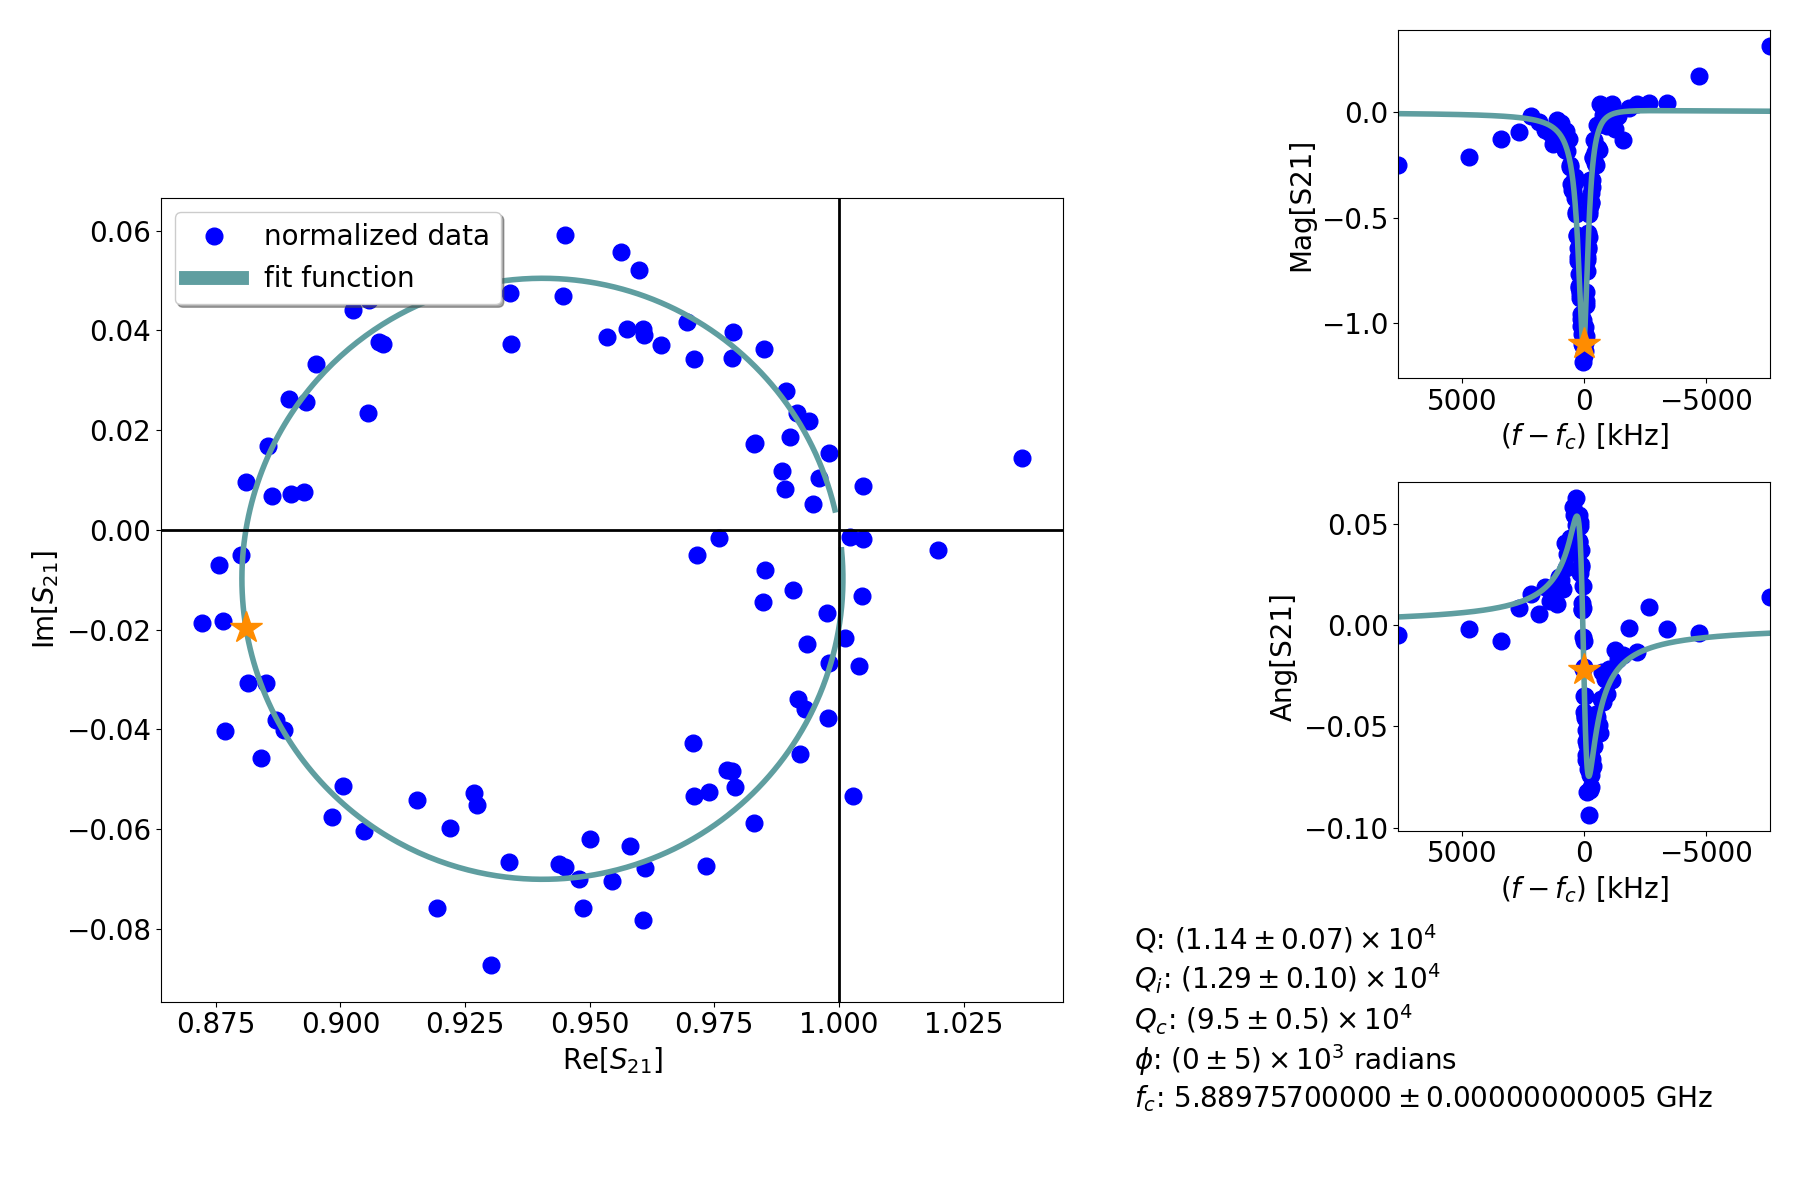 normalized data
fit function
0.06
0.04
0.02
0.00
−0.02
−0.04
−0.06
−0.08
Im[S21]
0.875 0.900 0.925 0.950 0.975 1.000 1.025
Re[S21]
0.0
−0.5
−1.0
Mag[S21]
5000 0 −5000
(f − fc) [kHz]
0.05
0.00
−0.05
−0.10
Ang[S21]
5000 0 −5000
(f − fc) [kHz]
Q: (1.14 ± 0.07) × 10^4
Qi: (1.29 ± 0.10) × 10^4
Qc: (9.5 ± 0.5) × 10^4
ϕ: (0 ± 5) × 10^3 radians
fc: 5.88975700000 ± 0.00000000005 GHz